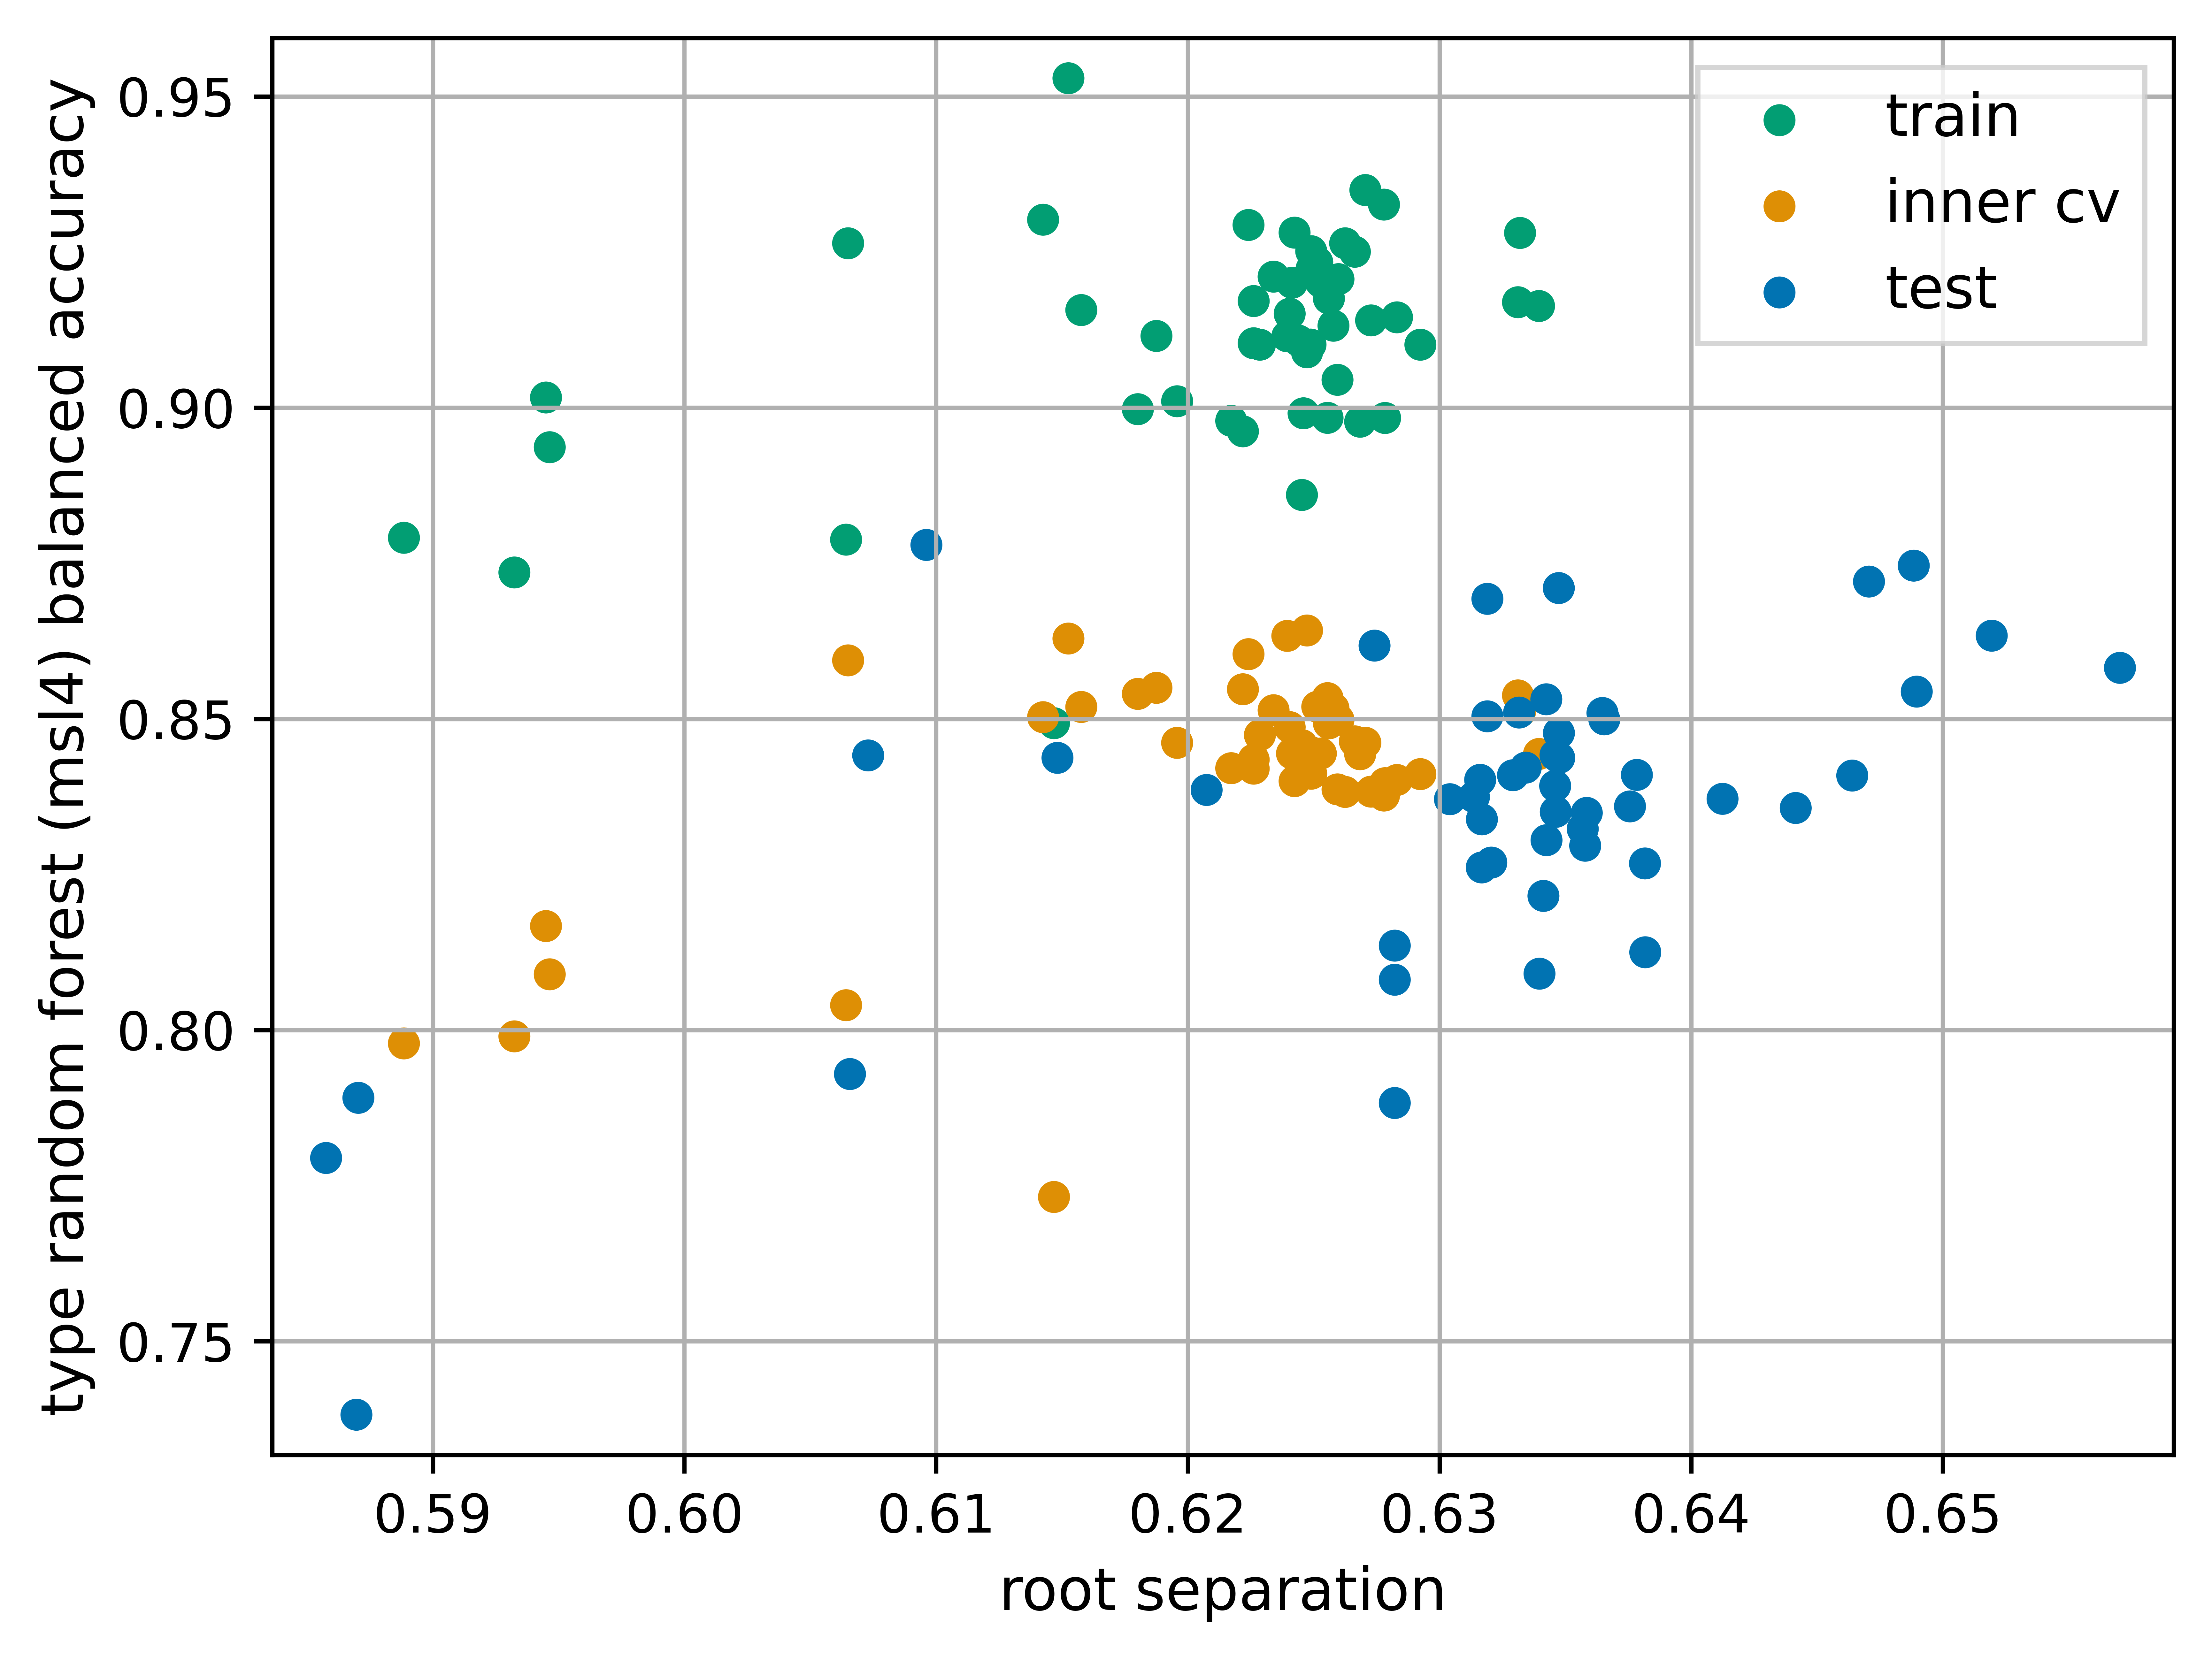 type random forest (msl4) balanced accuracy
0.95
0.90
0.85
0.80
0.75
train
inner cv
test
0.59 0.60 0.61 0.62 0.63 0.64 0.65
root separation